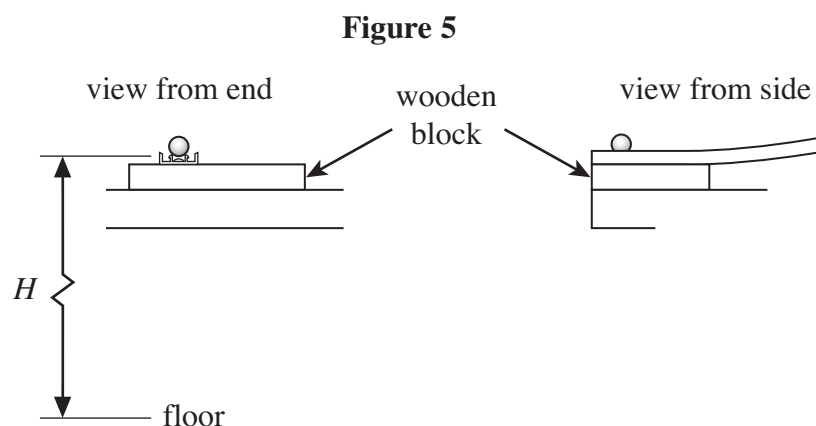 Figure 5
view from end
wooden
block
view from side
H
floor